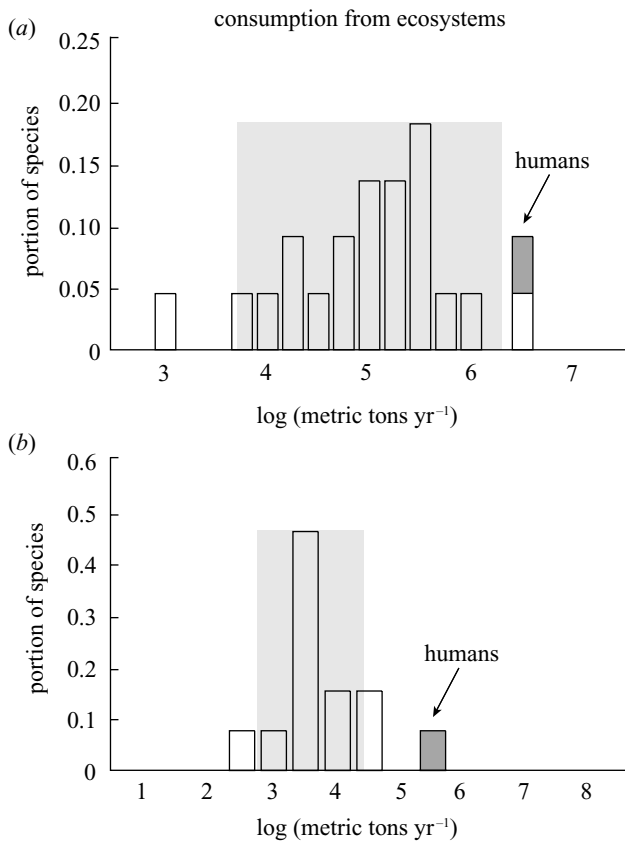 consumption from ecosystems
(a)
0.25
0.20
0.15
0.10
0.05
0
portion of species
humans
3 4 5 6 7
log (metric tons yr⁻¹)
(b)
0.6
0.5
0.4
0.3
0.2
0.1
0
portion of species
humans
1 2 3 4 5 6 7 8
log (metric tons yr⁻¹)